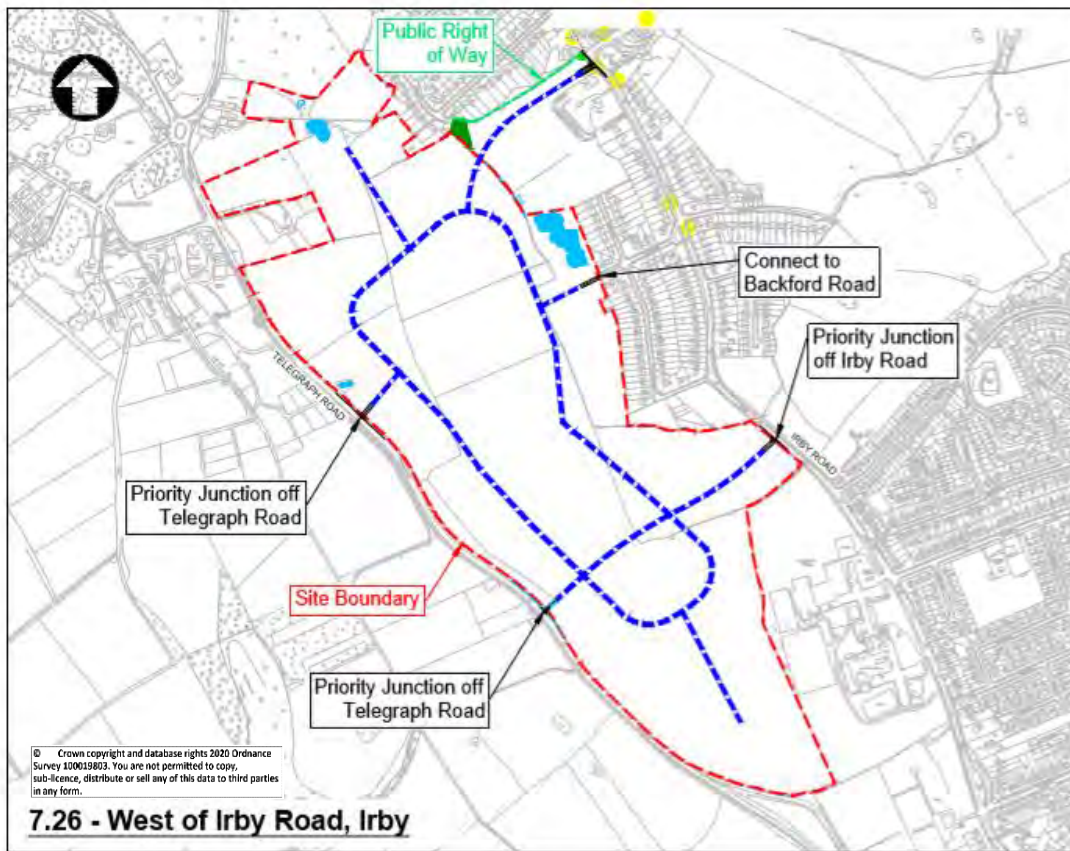 Public Right
of Way
Connect to
Backford Road
Priority Junction
off Irby Road
TELEGRAPH ROAD
IRBY ROAD
Priority Junction off
Telegraph Road
Site Boundary
Priority Junction off
Telegraph Road
© Crown copyright and database rights 2020 Ordnance
Survey 100019803. You are not permitted to copy,
sub-licence, distribute or sell any of this data to third parties
in any form.
7.26 - West of Irby Road, Irby